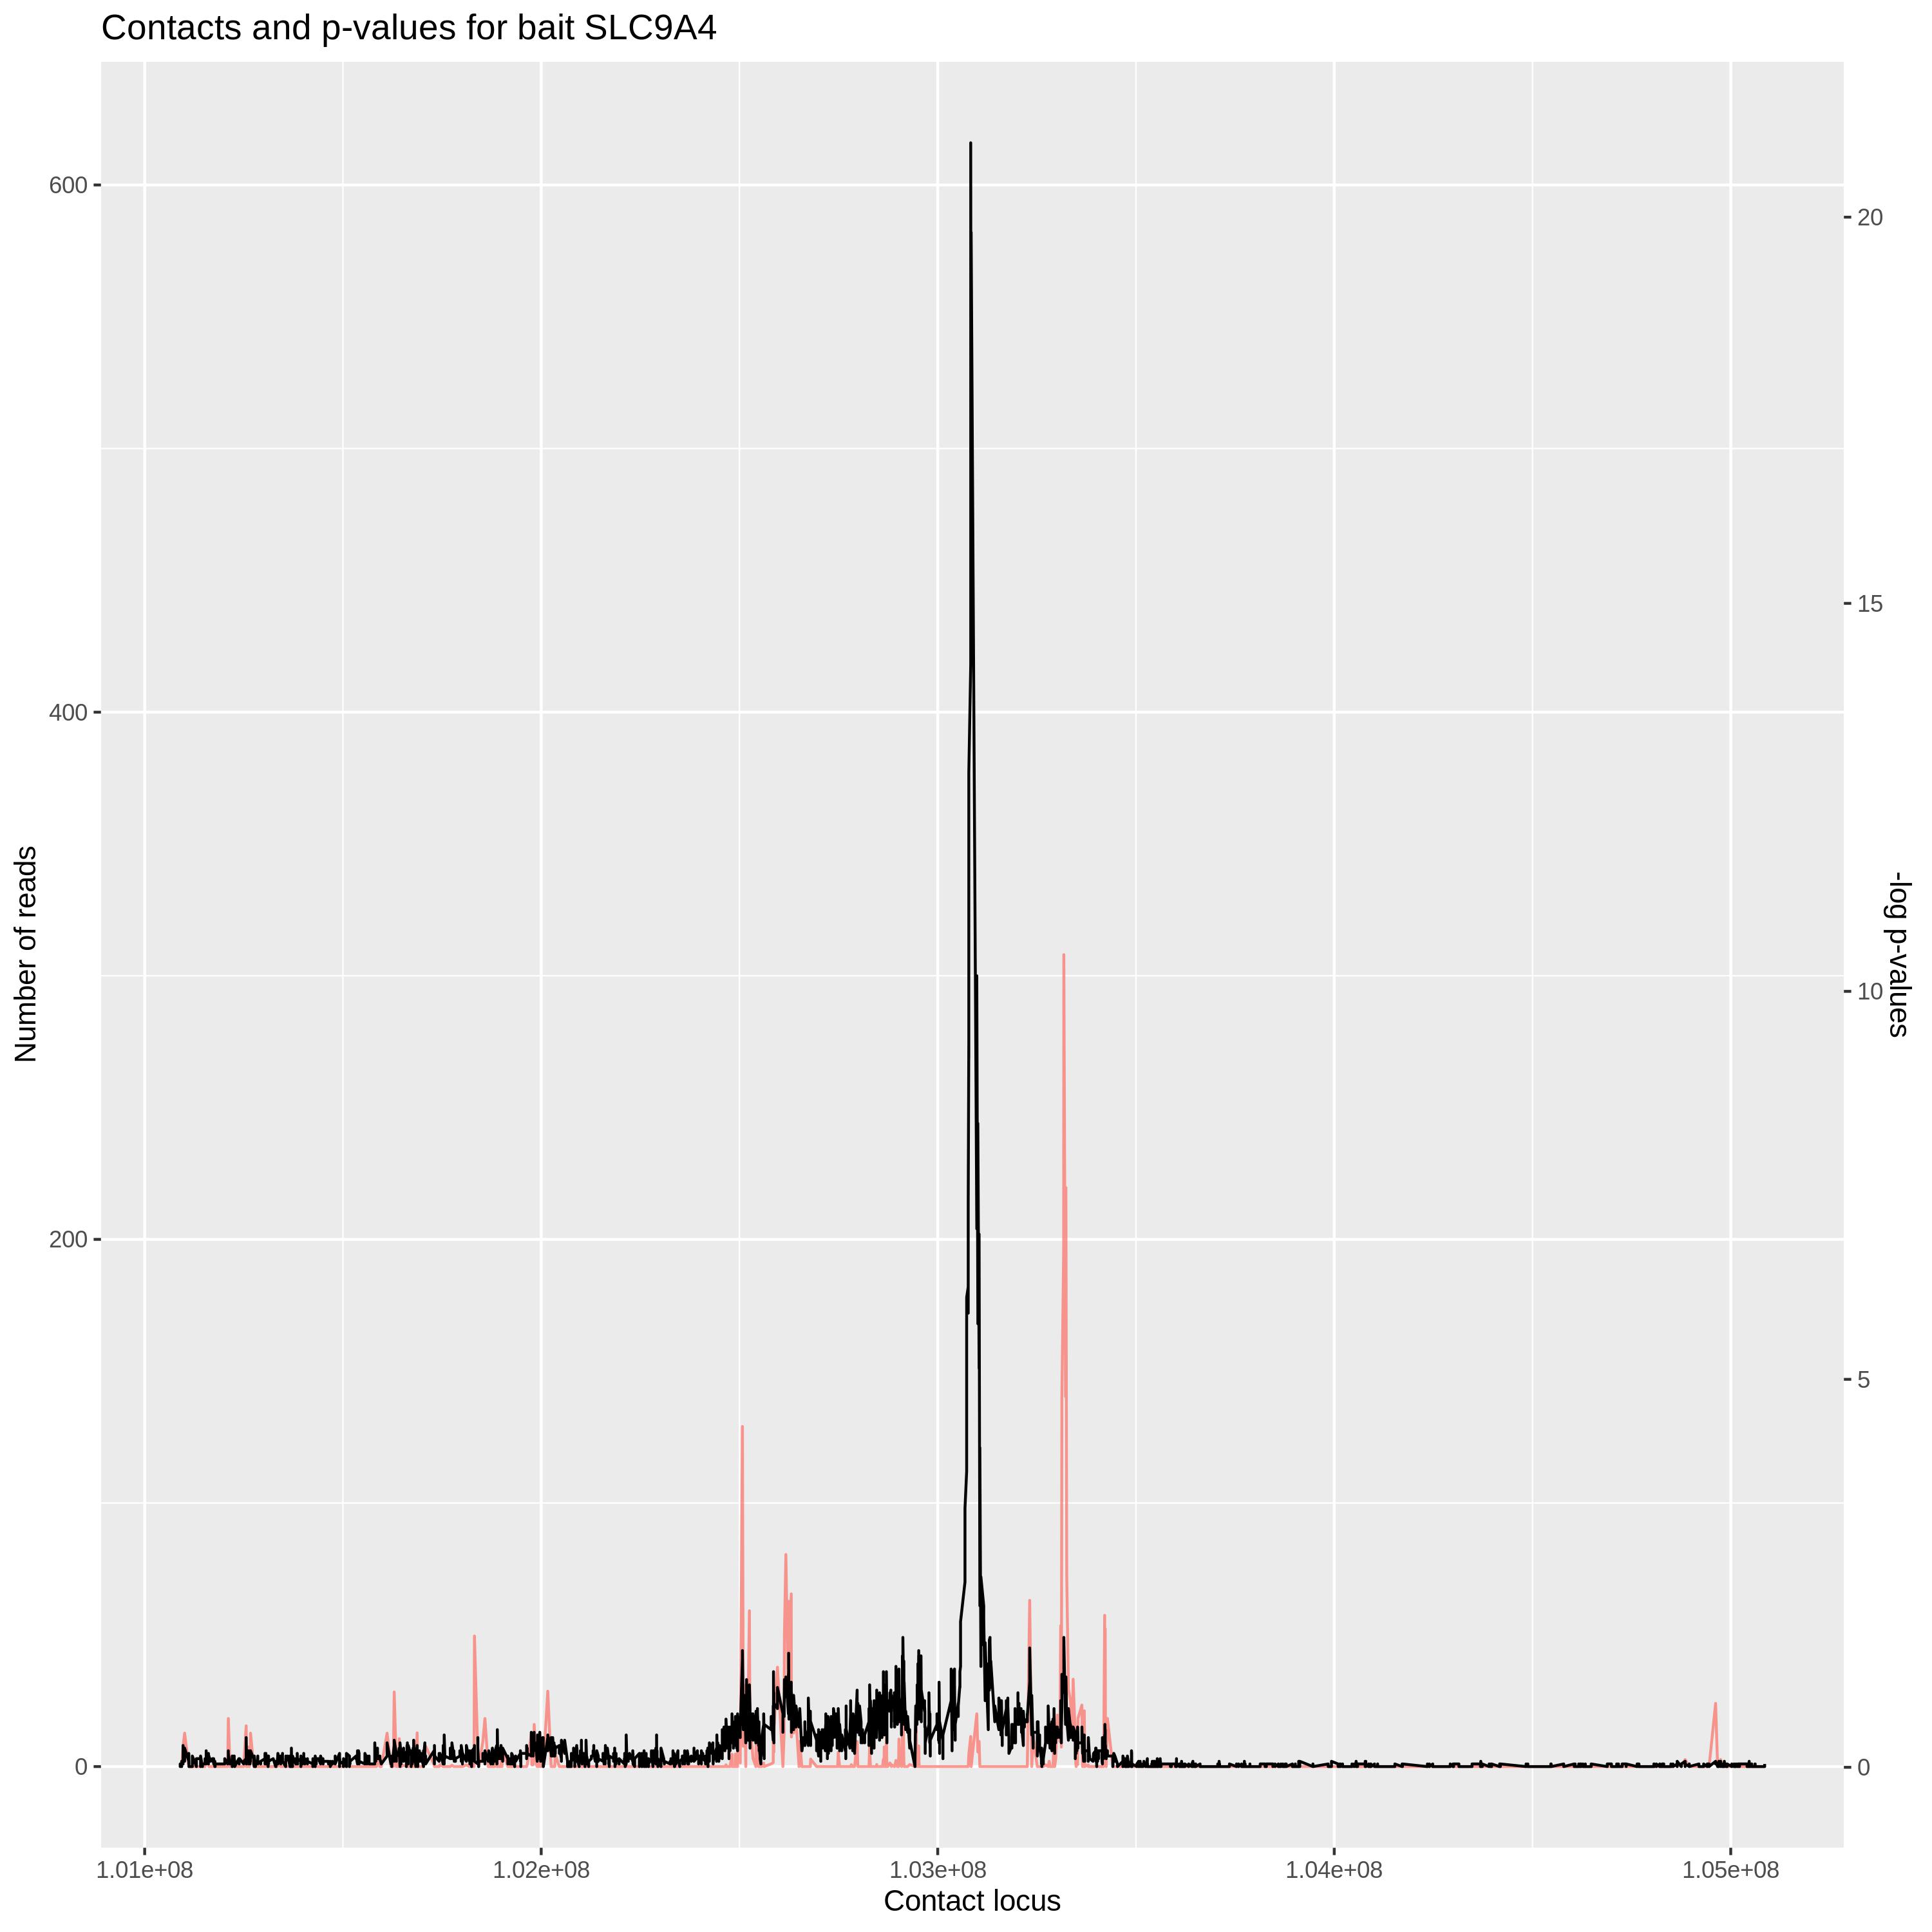 Contacts and p-values for bait SLC9A4
Number of reads
600
400
200
0
20
15
10
5
0
-log p-values
1.01e+08
1.02e+08
1.03e+08
1.04e+08
1.05e+08
Contact locus